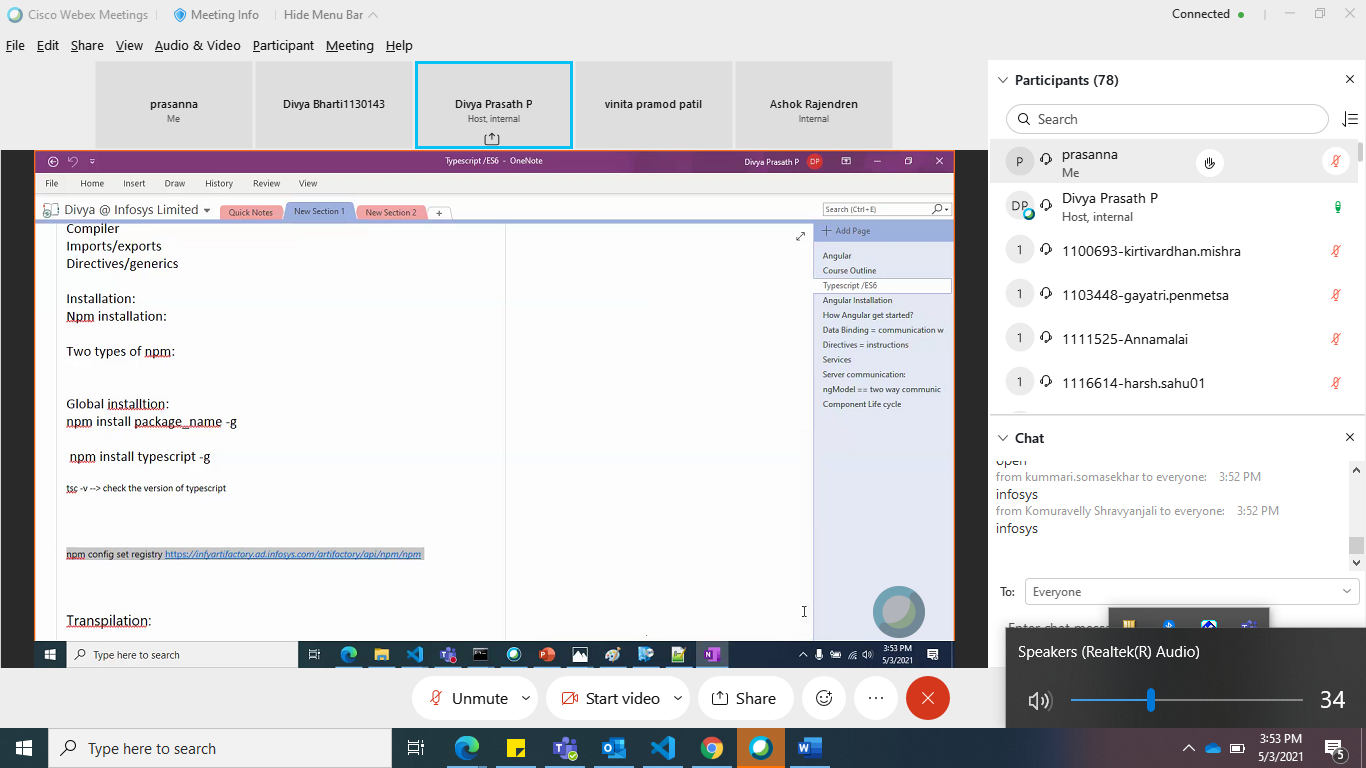 Cisco Webex Meetings
Meeting Info
Hide Menu Bar
Connected
File Edit Share View Audio & Video Participant Meeting Help
prasanna
Me
Divya Bharti1130143
Divya Prasath P
Host, internal
vinita pramod patil
Ashok Rajendren
Internal
Typescript /ES6 - OneNote
Divya Prasath P
DP
File Home Insert Draw History Review View
Divya @ Infosys Limited
Quick Notes
New Section 1
New Section 2
+
Search (Ctrl+E)
Compiler
Imports/exports
Directives/generics
Installation:
Npm installation:
Two types of npm:
Global installtion:
npm install package_name -g
npm install typescript -g
tsc -v --> check the version of typescript
npm config set registry https://infyartifactory.ad.infosys.com/artifactory/api/npm/npm
Transpilation:
Add Page
Angular
Course Outline
Typescript /ES6
Angular Installation
How Angular get started?
Data Binding = communication w
Directives = instructions
Services
Server communication:
ngModel == two way communic
Component Life cycle
Type here to search
3:53 PM
5/3/2021
Unmute
Start video
Share
Participants (78)
Search
P
prasanna
Me
DP
Divya Prasath P
Host, internal
1
1100693-kirtivardhan.mishra
1
1103448-gayatri.penmetsa
1
1111525-Annamalai
1
1116614-harsh.sahu01
Chat
open
from kummari.somasekhar to everyone: 3:52 PM
infosys
from Komuravelly Shravyanjali to everyone: 3:52 PM
infosys
To: Everyone
Enter chat
Speakers (Realtek(R) Audio)
34
Type here to search
3:53 PM
5/3/2021
5